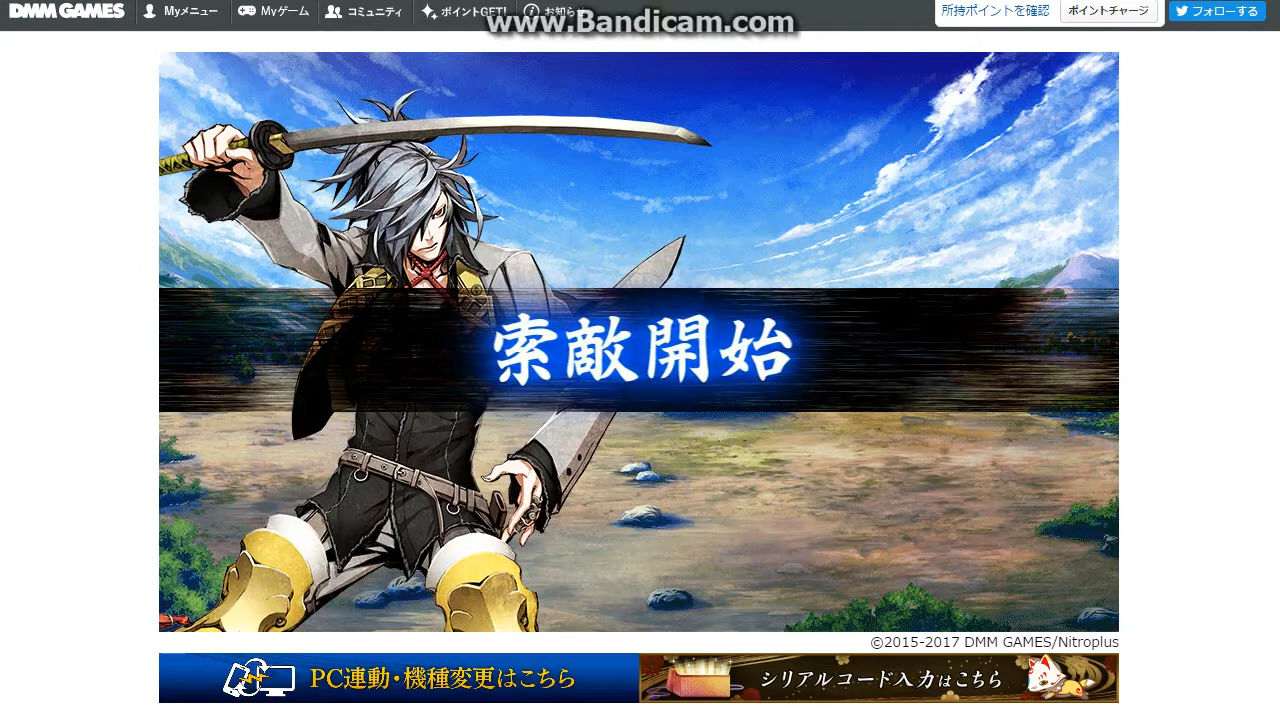 DMM GAMES Myメニュー Myゲーム コミュニティ ポイントGET! お知らせ 所持ポイントを確認 ポイントチャージ フォローする
www.Bandicam.com
索敵開始
©2015-2017 DMM GAMES/Nitroplus
PC連動・機種変更はこちら シリアルコード入力はこちら